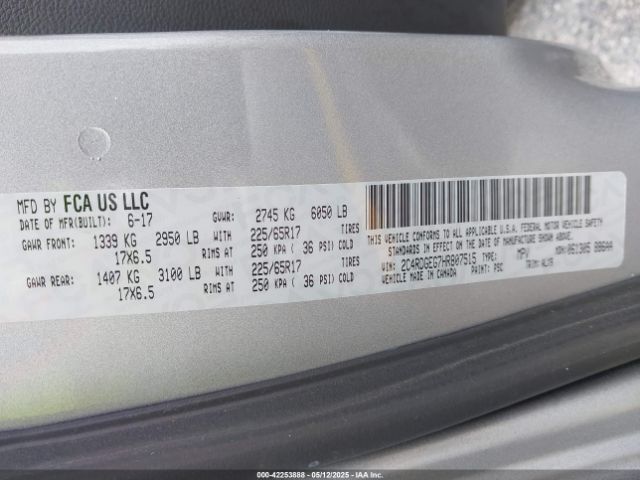 MFD BY FCA US LLC
DATE OF MFR(BUILT): 6-17 GVWR: 2745 KG 6050 LB
GAWR FRONT: 1339 KG 2950 LB WITH 225/65R17 TIRES
17X6.5 RIMS AT 250 KPA ( 36 PSI) COLD
GAWR REAR: 1407 KG 3100 LB WITH 225/65R17 TIRES
17X6.5 RIMS AT 250 KPA ( 36 PSI) COLD
THIS VEHICLE CONFORMS TO ALL APPLICABLE U.S.A. FEDERAL MOTOR VEHICLE SAFETY
STANDARDS IN EFFECT ON THE DATE OF MANUFACTURE SHOWN ABOVE.
VIN: 2C4RDGEG7HR807515 TYPE: MPV
VEHICLE MADE IN CANADA PAINT: PSC TRIM: ALX9
000-42253888 05/12/2025 IAA HOLDINGS, LLC